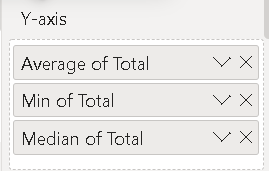 Y-axis
Average of Total
Min of Total
Median of Total